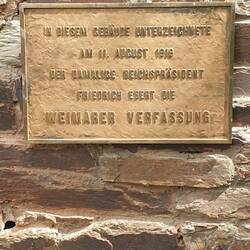 IN DIESEM GEBÄUDE UNTERZEICHNETE
AM 11. AUGUST 1919
DER DAMALIGE REICHSPRÄSIDENT
FRIEDRICH EBERT DIE
WEIMARER VERFASSUNG